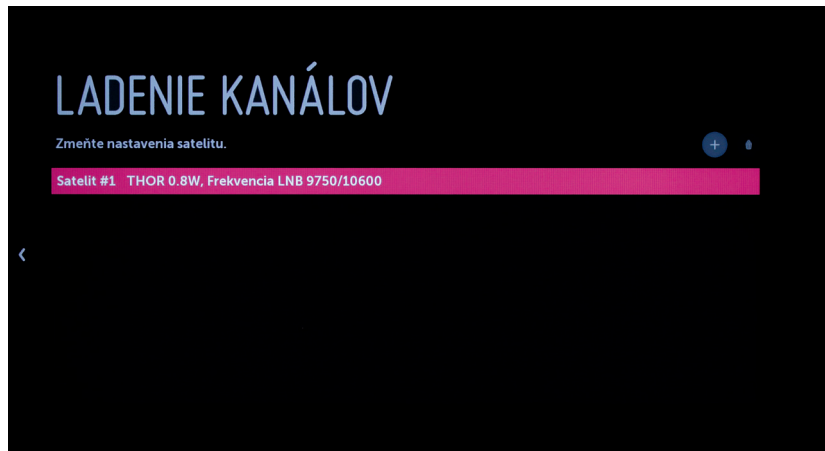 LADENIE KANÁLOV
Zmeňte nastavenia satelitu.
Satelit #1 THOR 0.8W, Frekvencia LNB 9750/10600